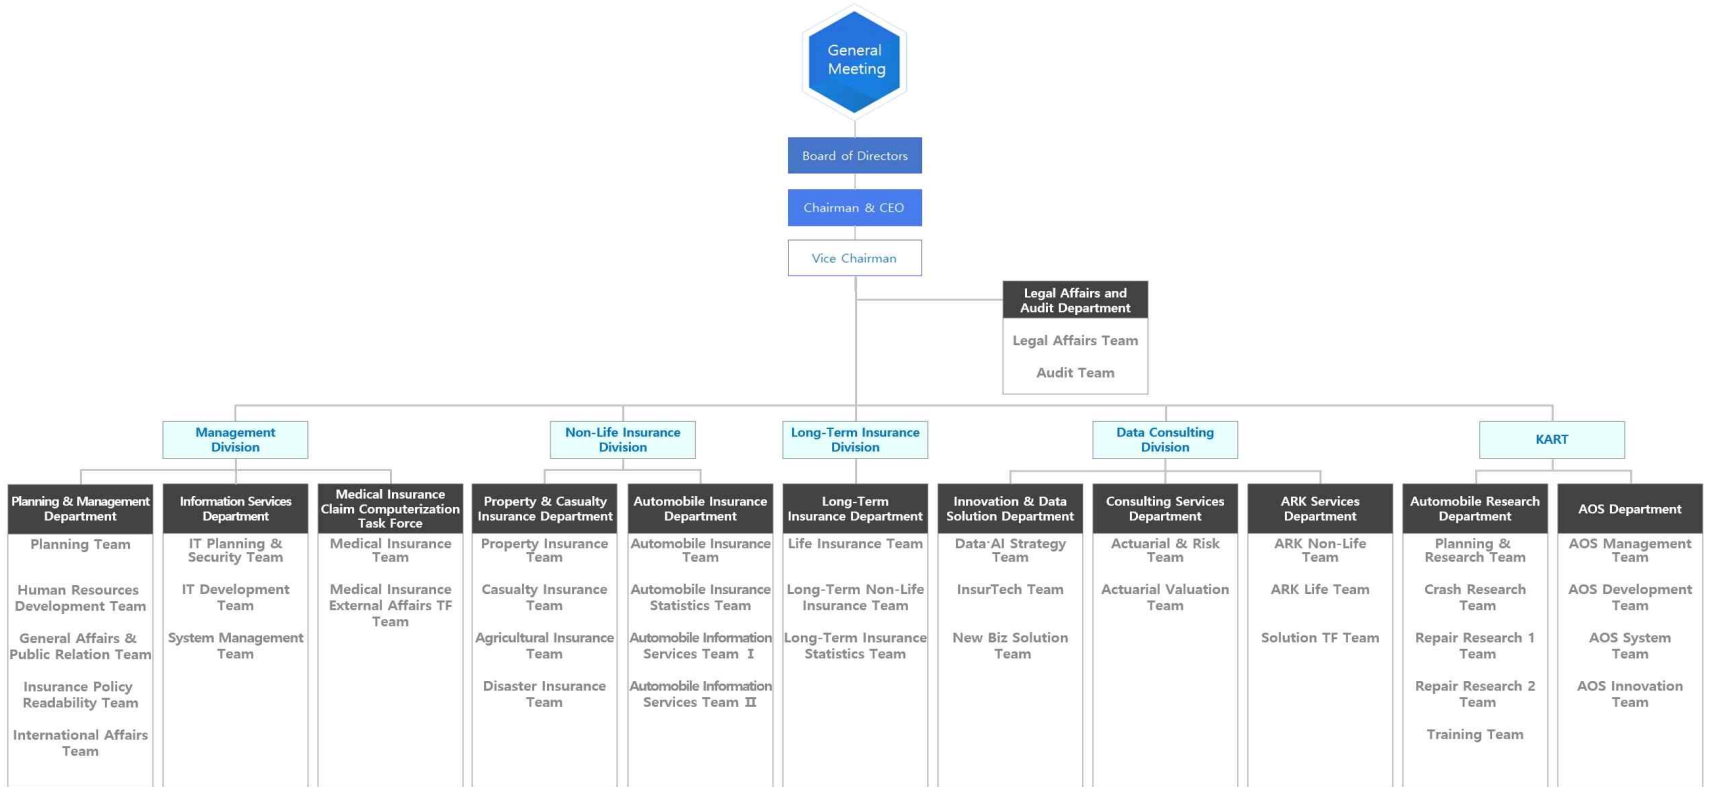 General
Meeting
Board of Directors
Chairman & CEO
Vice Chairman
Legal Affairs and
Audit Department
Legal Affairs Team
Audit Team
Management
Division
Non-Life Insurance
Division
Long-Term Insurance
Division
Data Consulting
Division
KART
Planning & Management
Department
Planning Team
Human Resources
Development Team
General Affairs &
Public Relation Team
Insurance Policy
Readability Team
International Affairs
Team
Information Services
Department
IT Planning &
Security Team
IT Development
Team
System Management
Team
Medical Insurance
Claim Computerization
Task Force
Medical Insurance
Team
Medical Insurance
External Affairs TF
Team
Property & Casualty
Insurance Department
Property Insurance
Team
Casualty Insurance
Team
Agricultural Insurance
Team
Disaster Insurance
Team
Automobile Insurance
Department
Automobile Insurance
Team
Automobile Insurance
Statistics Team
Automobile Information
Services Team Ⅰ
Automobile Information
Services Team Ⅱ
Long-Term
Insurance Department
Life Insurance Team
Long-Term Non-Life
Insurance Team
Long-Term Insurance
Statistics Team
Innovation & Data
Solution Department
Data·AI Strategy
Team
InsurTech Team
New Biz Solution
Team
Consulting Services
Department
Actuarial & Risk
Team
Actuarial Valuation
Team
ARK Services
Department
ARK Non-Life
Team
ARK Life Team
Solution TF Team
Automobile Research
Department
Planning &
Research Team
Crash Research
Team
Repair Research 1
Team
Repair Research 2
Team
Training Team
AOS Department
AOS Management
Team
AOS Development
Team
AOS System
Team
AOS Innovation
Team